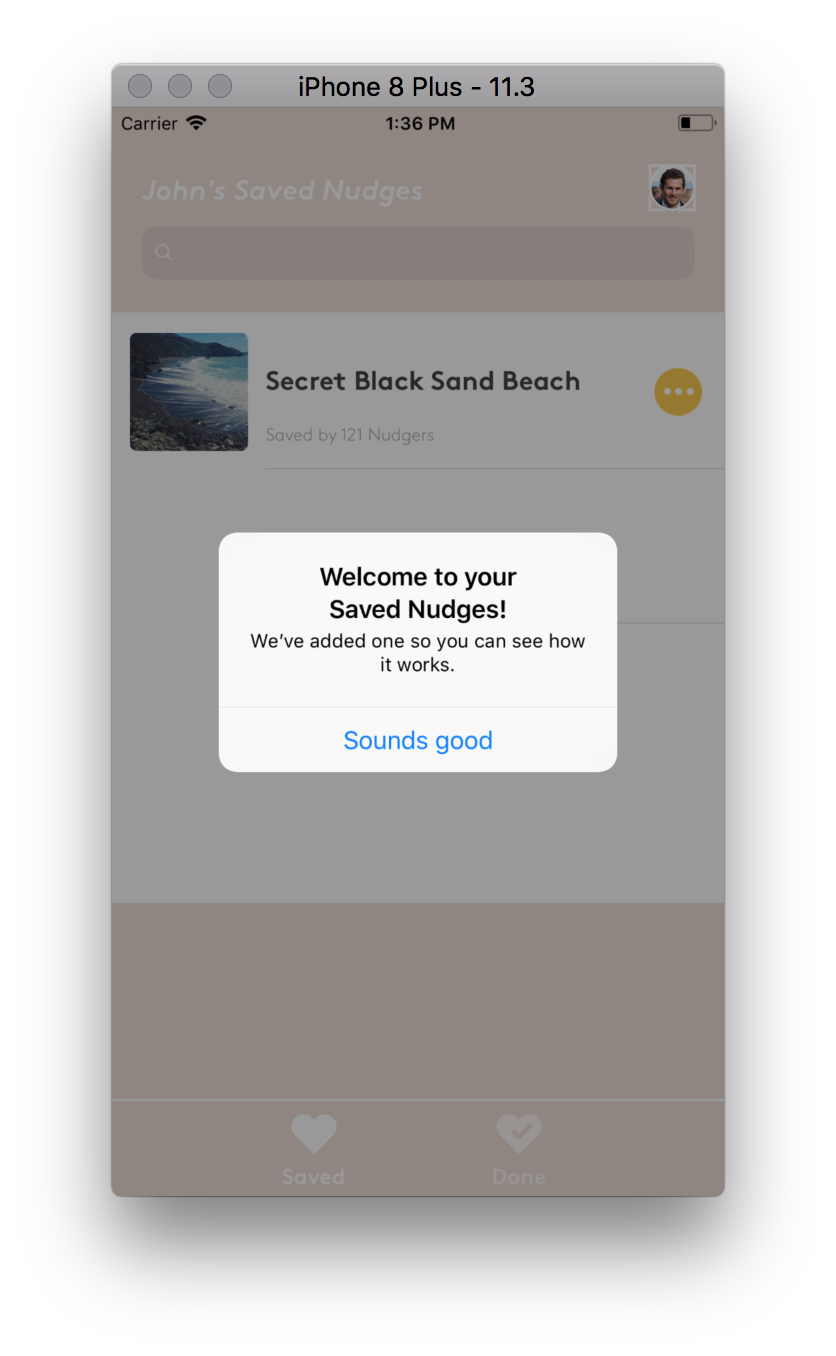 iPhone 8 Plus - 11.3
Carrier 1:36 PM
John's Saved Nudges
Secret Black Sand Beach
Saved by 121 Nudgers
Welcome to your
Saved Nudges!
We’ve added one so you can see how
it works.
Sounds good
Saved Done